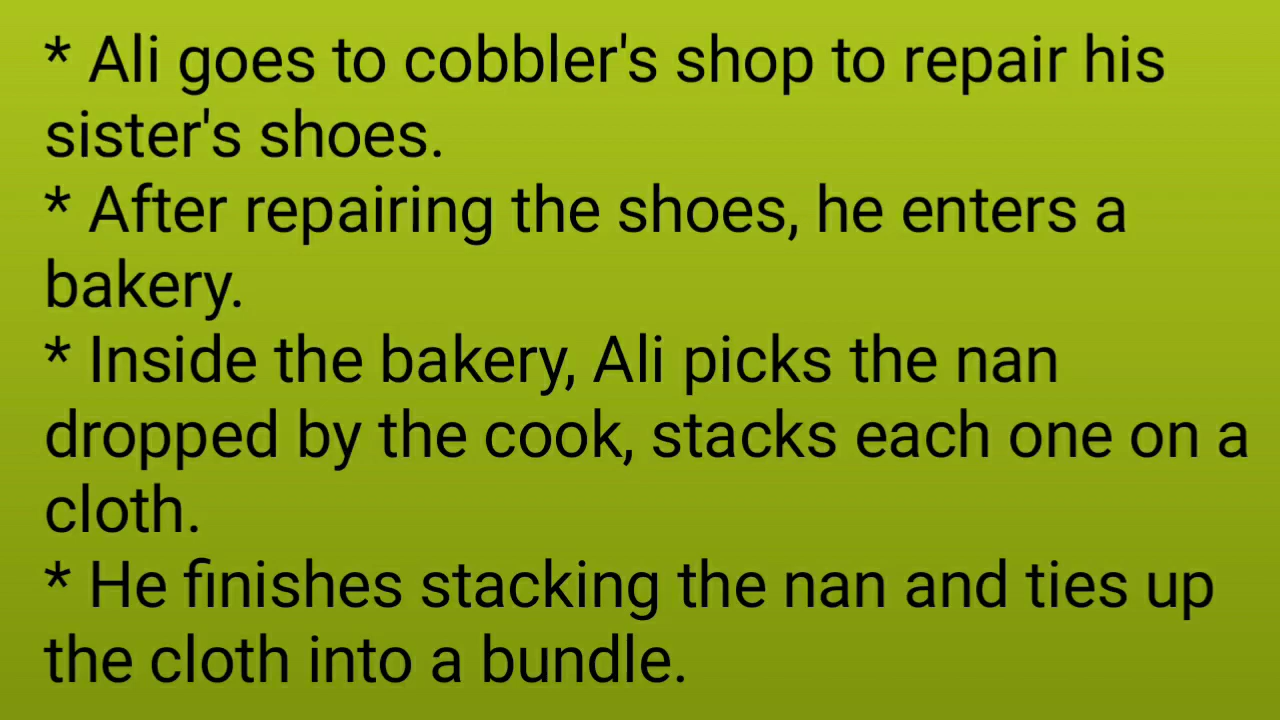 * Ali goes to cobbler's shop to repair his
sister's shoes.
* After repairing the shoes, he enters a
bakery.
* Inside the bakery, Ali picks the nan
dropped by the cook, stacks each one on a
cloth.
* He finishes stacking the nan and ties up
the cloth into a bundle.